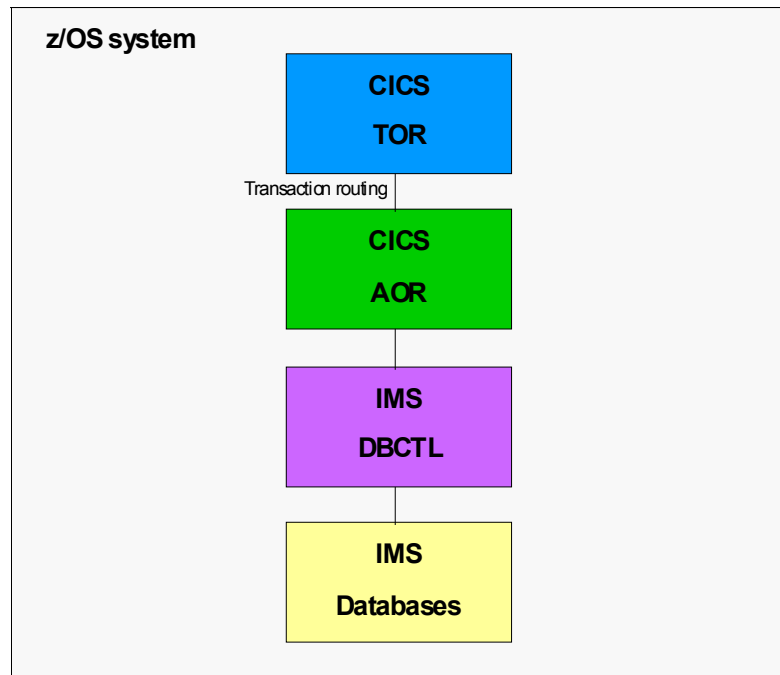 z/OS system
CICS
TOR
Transaction routing
CICS
AOR
IMS
DBCTL
IMS
Databases